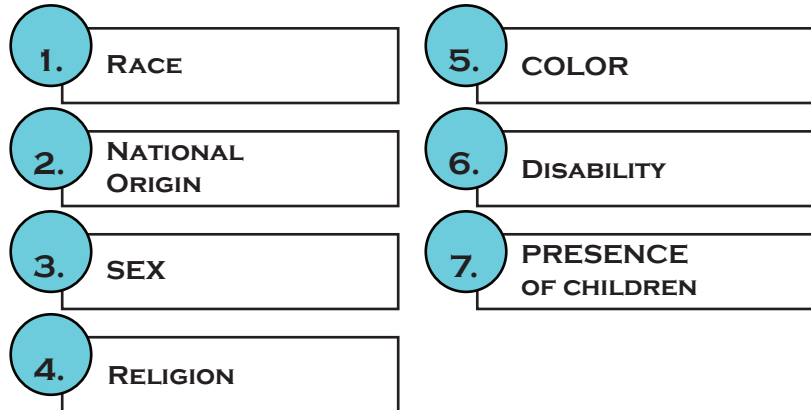 1. RACE
2. NATIONAL
ORIGIN
3. SEX
4. RELIGION
5. COLOR
6. DISABILITY
7. PRESENCE
OF CHILDREN